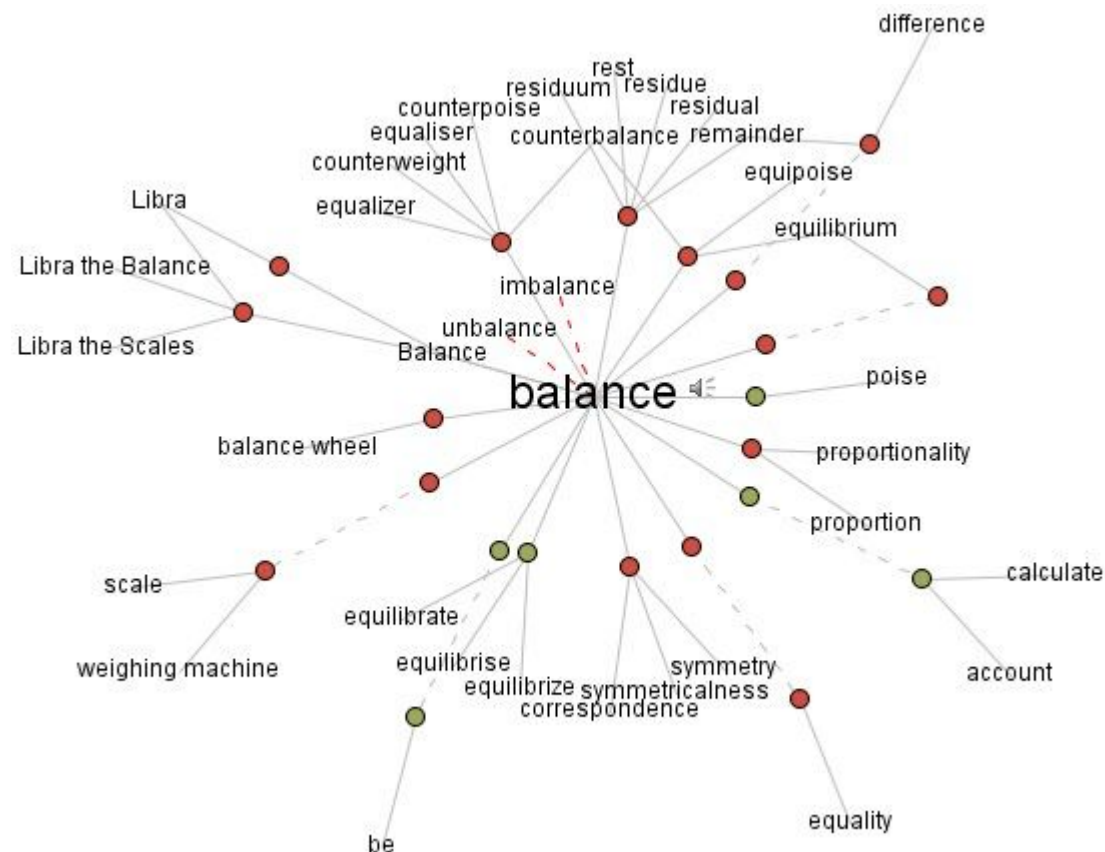 difference
rest
residuum
residue
counterpoise
residual
equaliser
counterbalance
remainder
counterweight
equipoise
Libra
equalizer
equilibrium
Libra the Balance
imbalance
unbalance
Libra the Scales
Balance
balance
poise
balance wheel
proportionality
proportion
calculate
scale
equilibrate
weighing machine
equilibrise
symmetry
account
equilibrize
symmetricalness
correspondence
equality
be